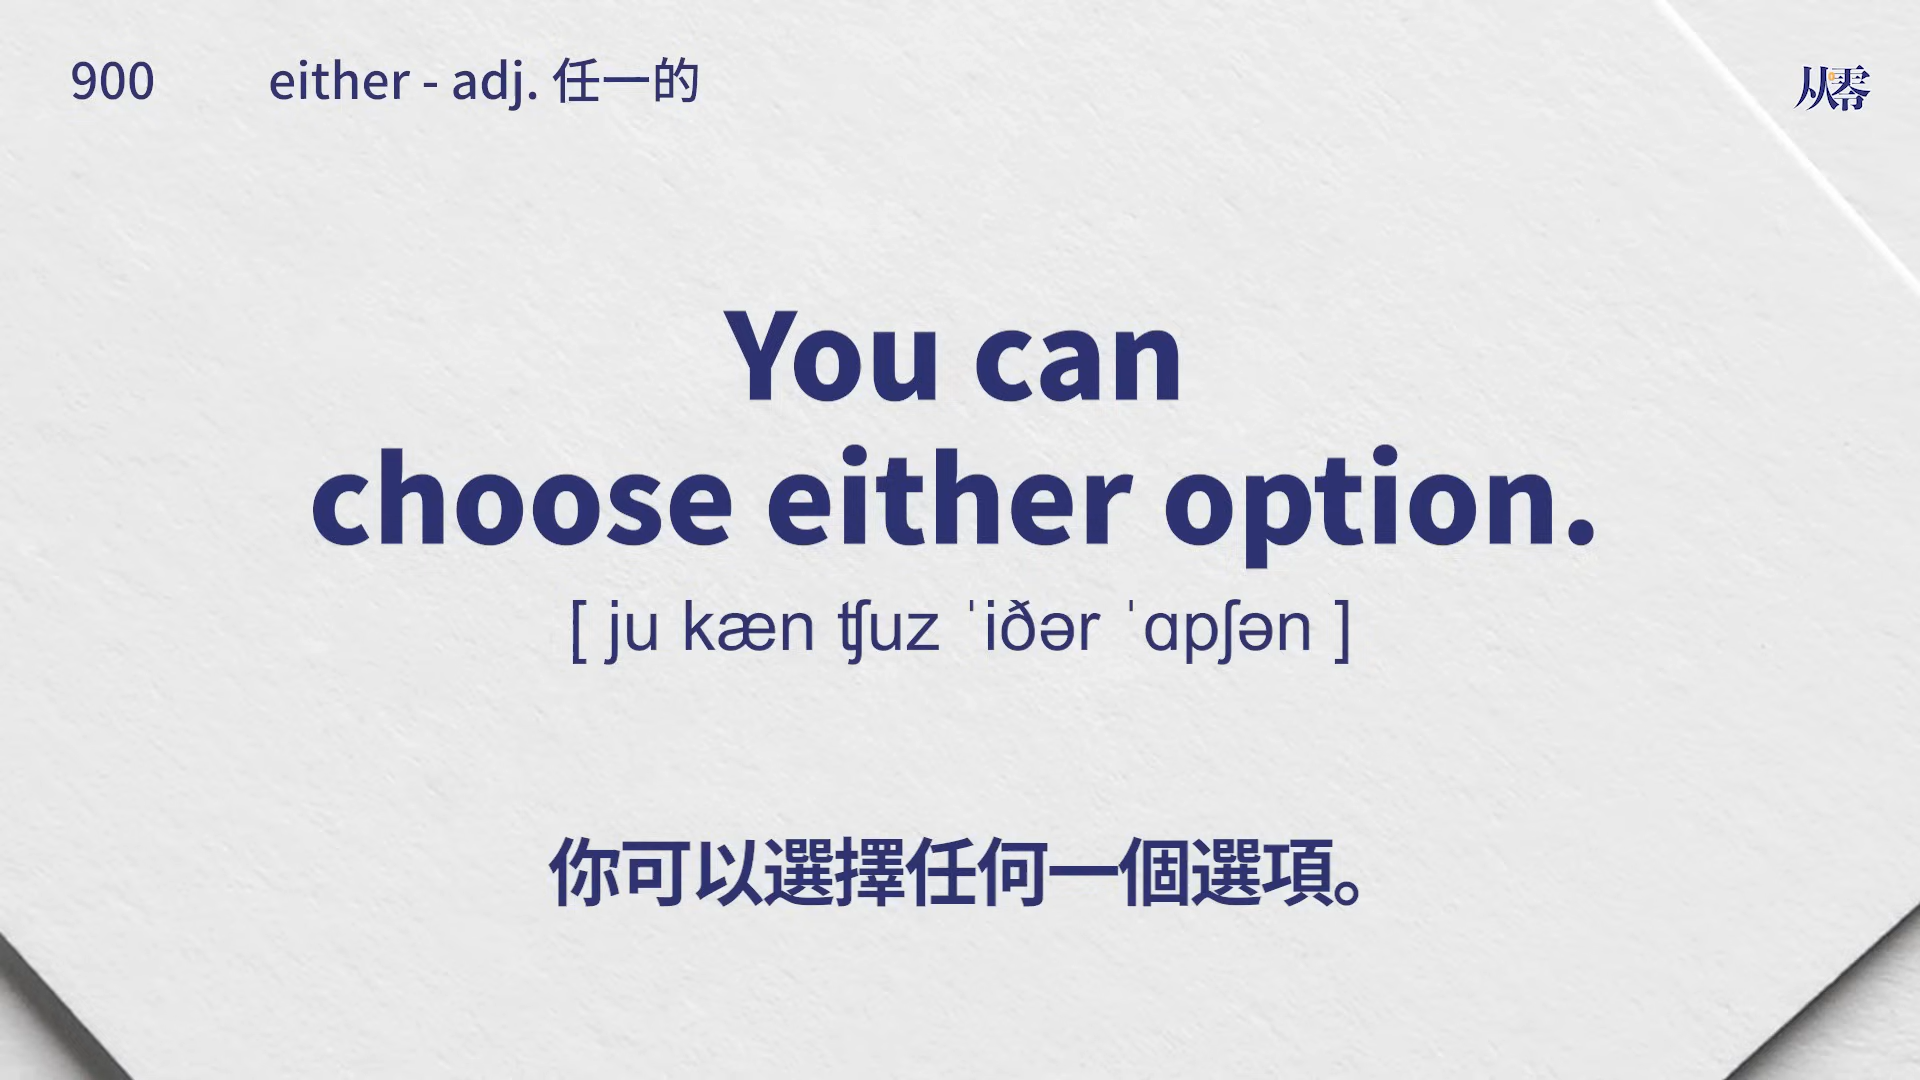 900
either - adj. 任一的
从零
You can
choose either option.
[ ju kæn ʧuz ˈiðər ˈɑpʃən ]
你可以選擇任何一個選項。